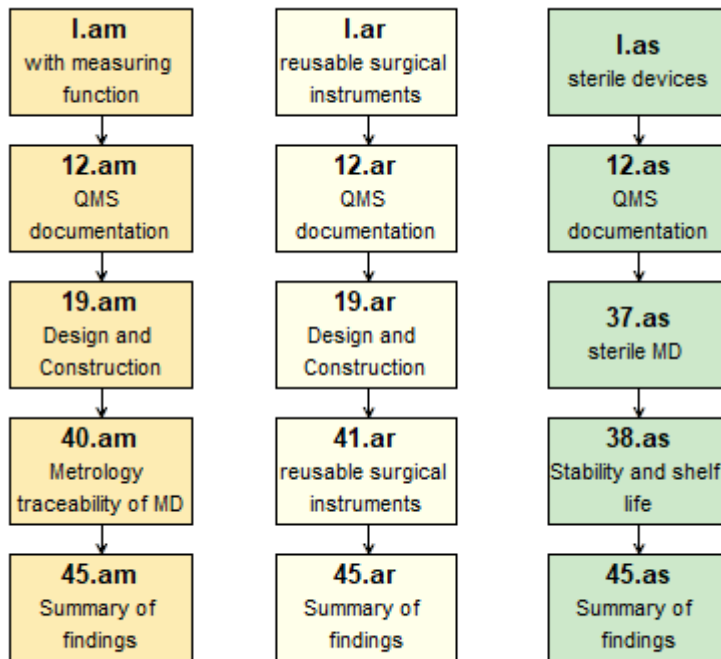 I.am
with measuring
function
I.ar
reusable surgical
instruments
I.as
sterile devices
12.am
QMS
documentation
12.ar
QMS
documentation
12.as
QMS
documentation
19.am
Design and
Construction
19.ar
Design and
Construction
37.as
sterile MD
40.am
Metrology
traceability of MD
41.ar
reusable surgical
instruments
38.as
Stability and shelf
life
45.am
Summary of
findings
45.ar
Summary of
findings
45.as
Summary of
findings